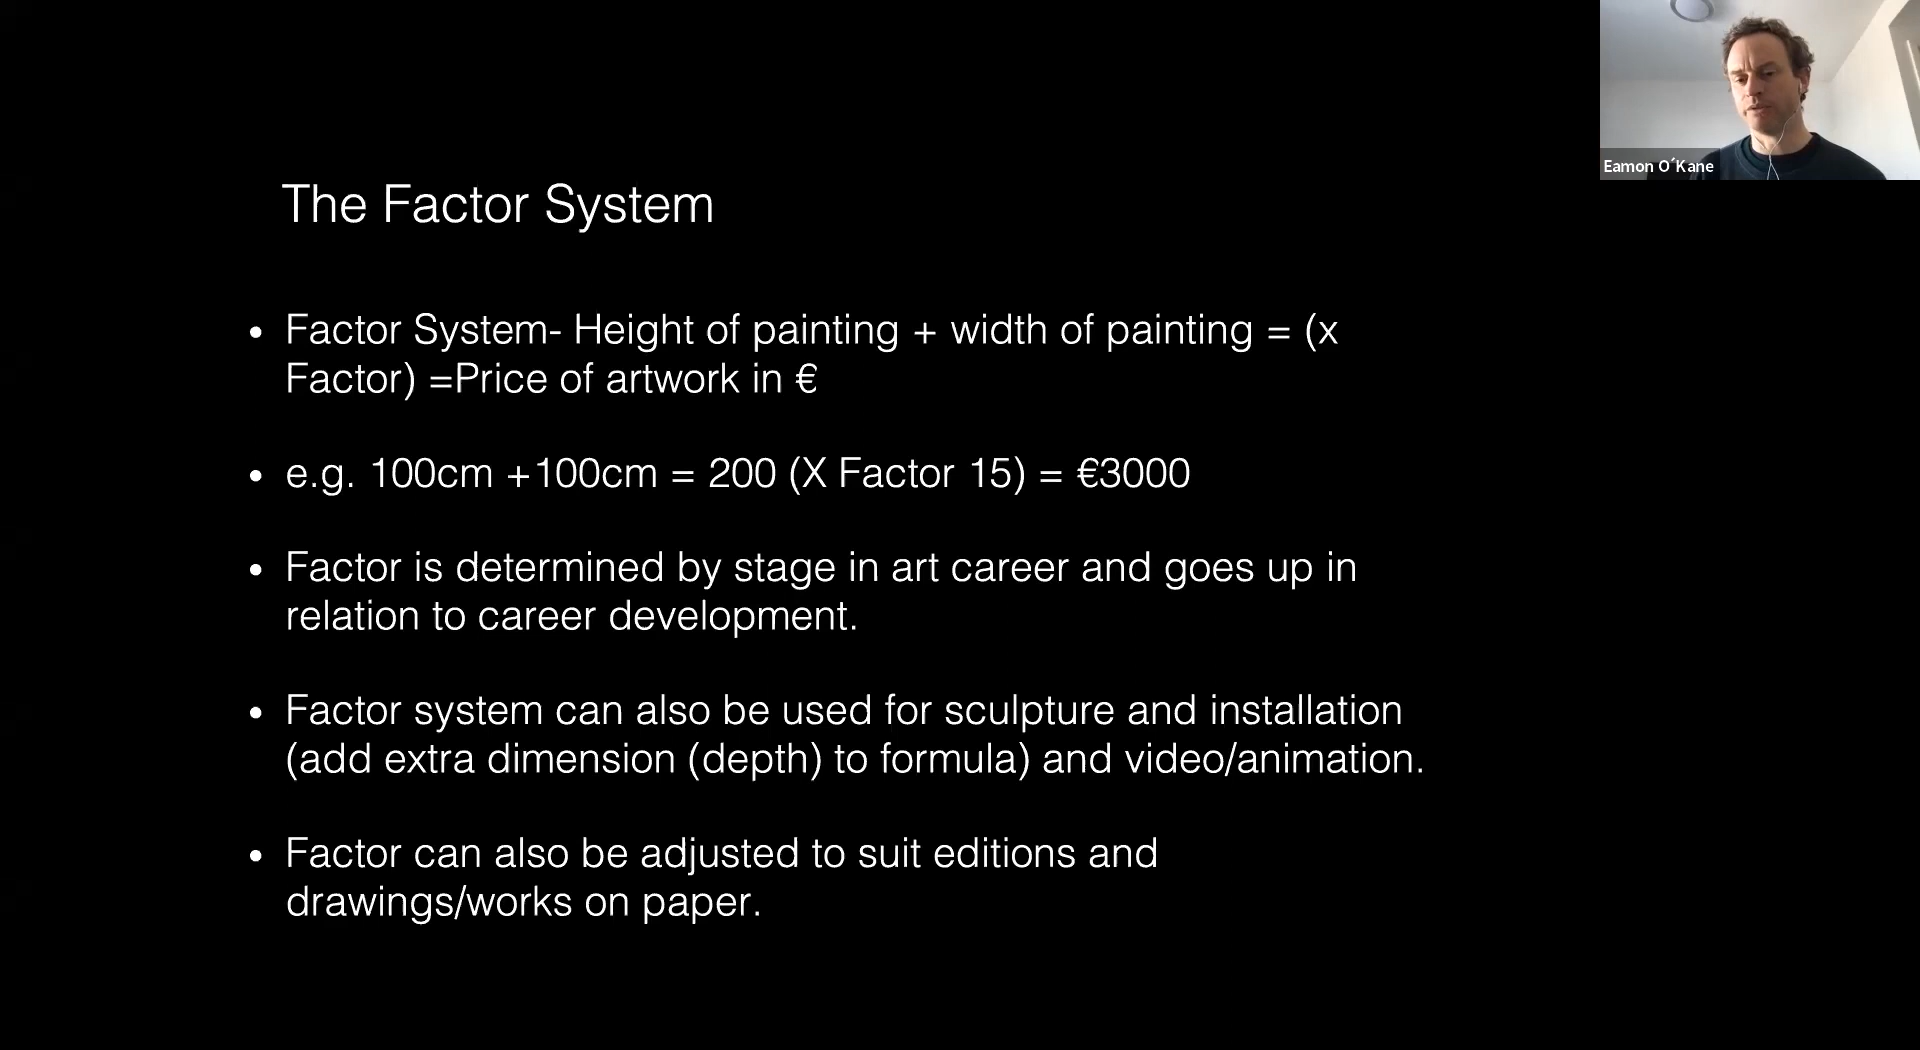 Eamon O´Kane
The Factor System
• Factor System- Height of painting + width of painting = (x
Factor) =Price of artwork in €
• e.g. 100cm +100cm = 200 (X Factor 15) = €3000
• Factor is determined by stage in art career and goes up in
relation to career development.
• Factor system can also be used for sculpture and installation
(add extra dimension (depth) to formula) and video/animation.
• Factor can also be adjusted to suit editions and
drawings/works on paper.